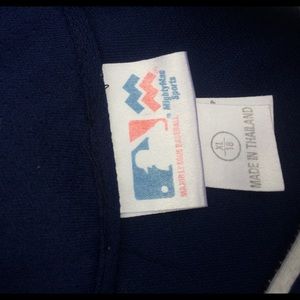 MightyMac
Sports
MAJOR LEAGUE BASEBALL
XL
18
MADE IN THAILAND